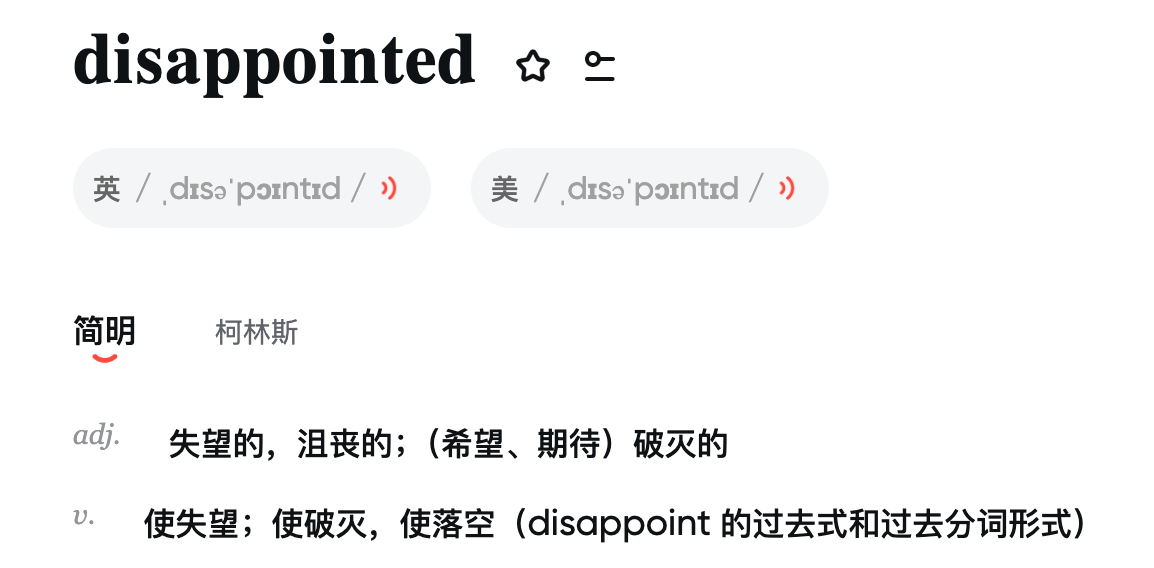 disappointed
英 / ˌdɪsəˈpɔɪntɪd / 美 / ˌdɪsəˈpɔɪntɪd /
简明 柯林斯
adj. 失望的，沮丧的；（希望、期待）破灭的
v. 使失望；使破灭，使落空（disappoint 的过去式和过去分词形式）